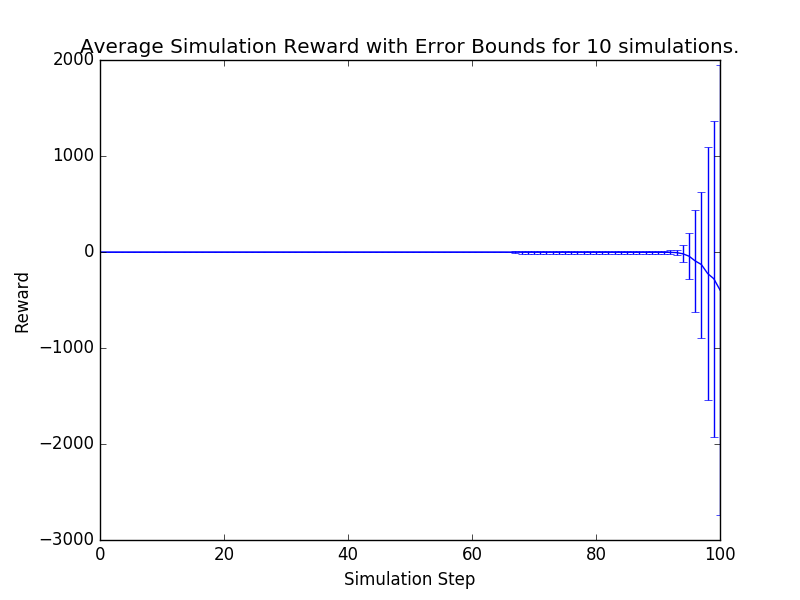 Average Simulation Reward with Error Bounds for 10 simulations.
2000
1000
0
−1000
−2000
−3000
Reward
0 20 40 60 80 100
Simulation Step